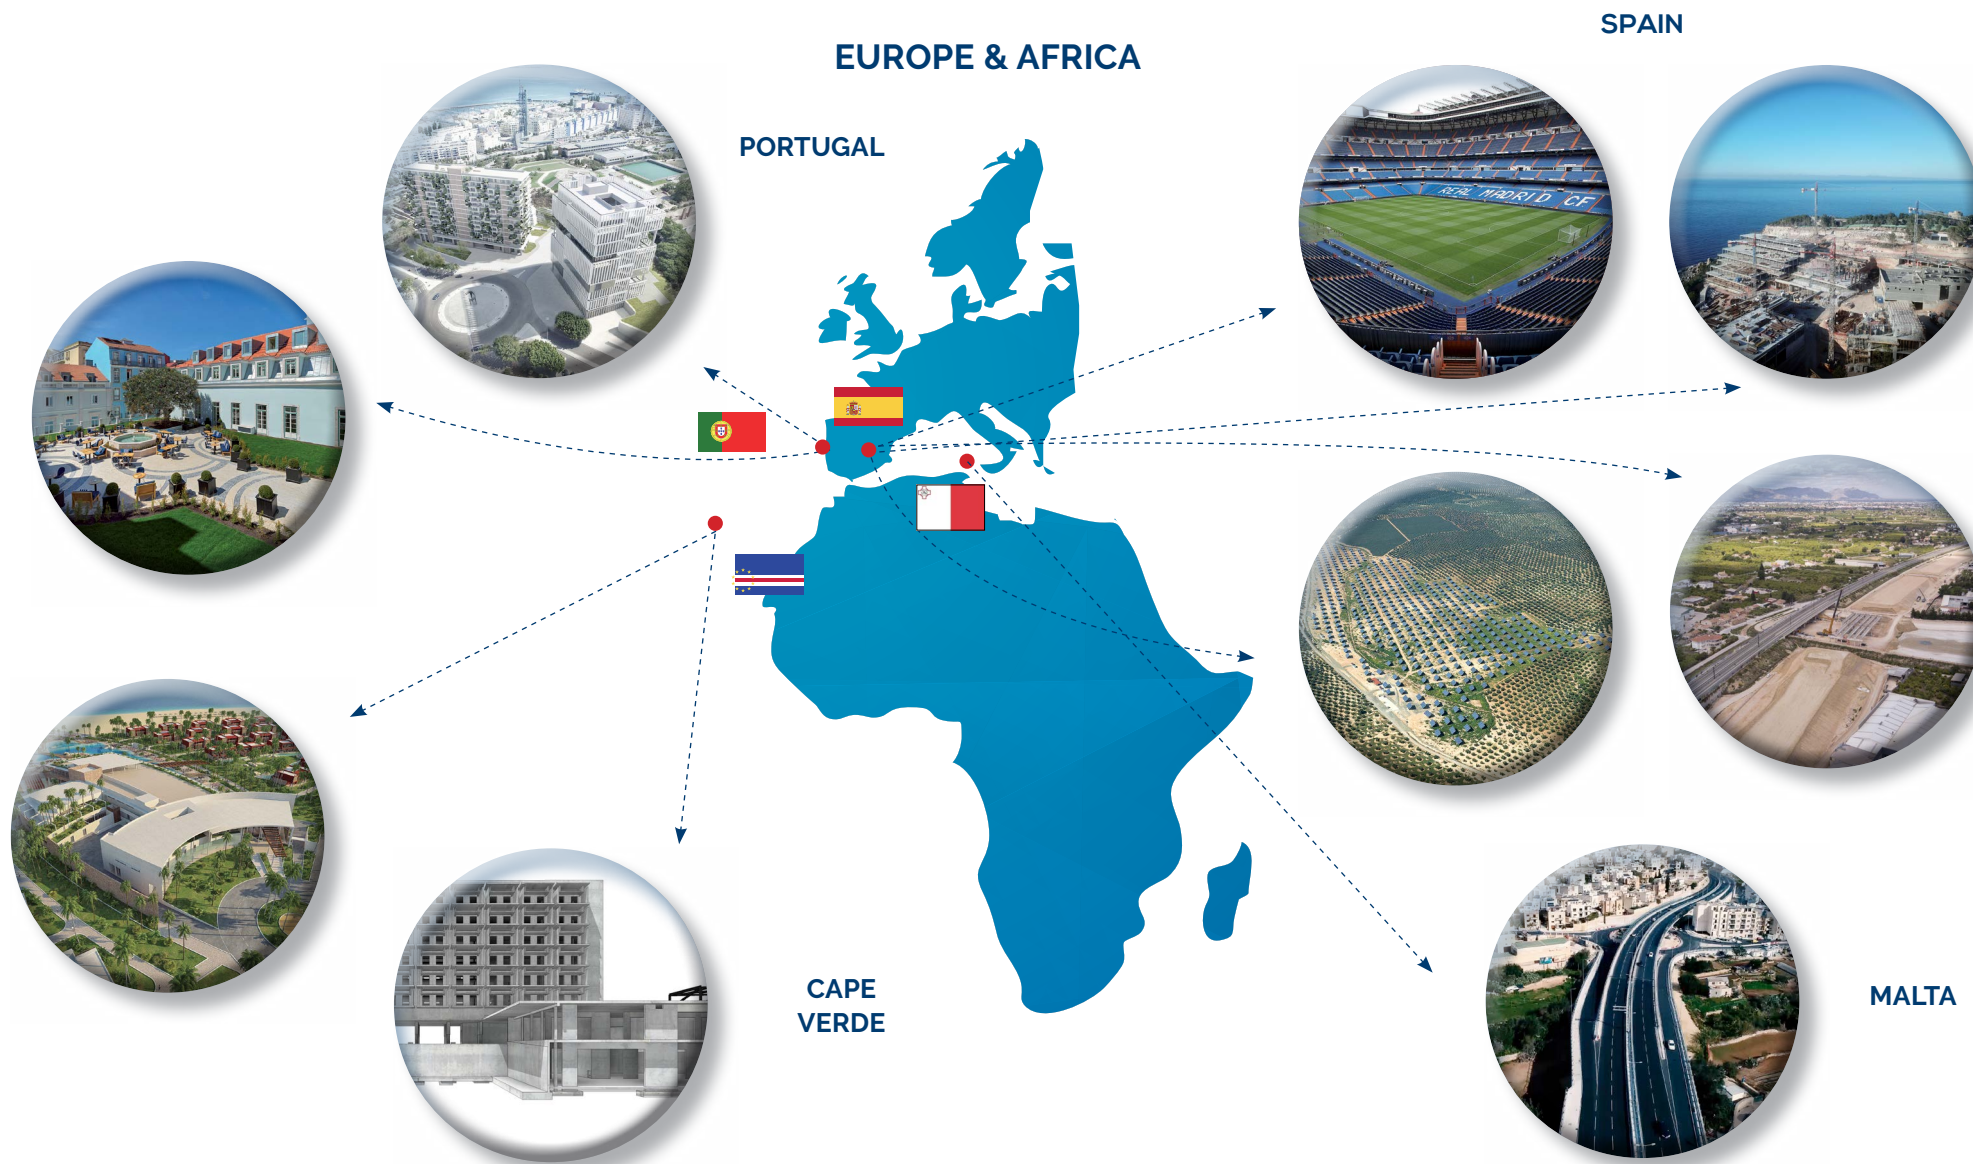 SPAIN
EUROPE & AFRICA
PORTUGAL
REAL MADRID CF
CAPE
VERDE
MALTA